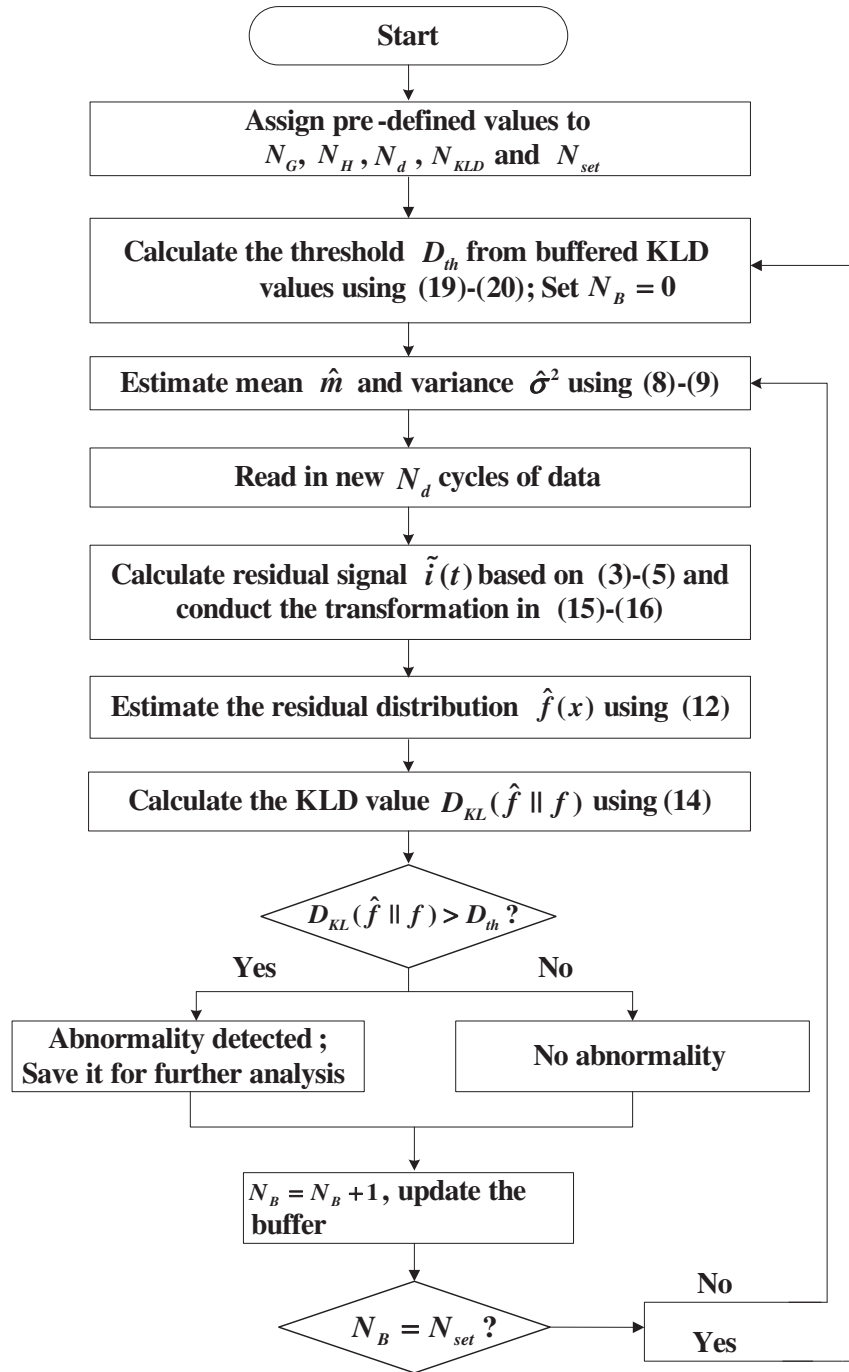 Start
Assign pre-defined values to
N_G, N_H, N_d, N_KLD and N_set
Calculate the threshold D_th from buffered KLD
values using (19)-(20); Set N_B = 0
Estimate mean m̂ and variance σ̂² using (8)-(9)
Read in new N_d cycles of data
Calculate residual signal ĩ(t) based on (3)-(5) and
conduct the transformation in (15)-(16)
Estimate the residual distribution f̂(x) using (12)
Calculate the KLD value D_KL(f̂ || f) using (14)
D_KL(f̂ || f) > D_th ?
Yes
No
Abnormality detected ;
Save it for further analysis
No abnormality
N_B = N_B + 1, update the
buffer
N_B = N_set ?
No
Yes